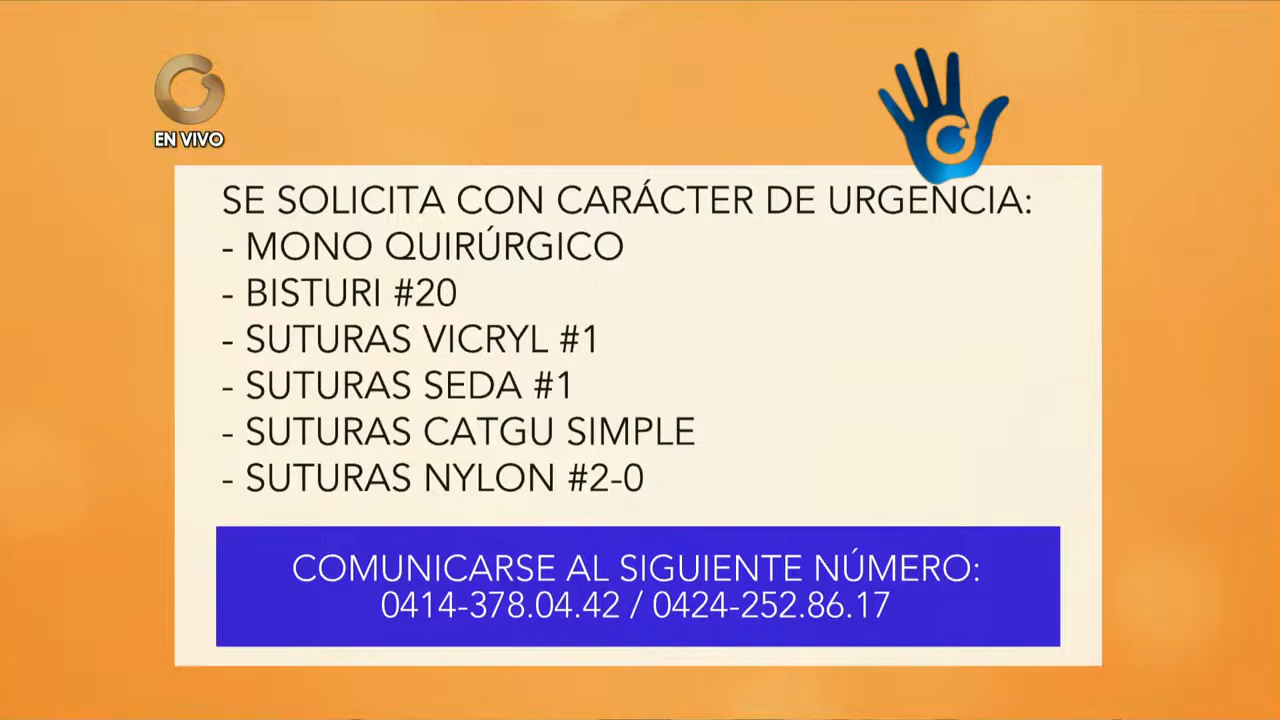 EN VIVO
SE SOLICITA CON CARÁCTER DE URGENCIA:
- MONO QUIRÚRGICO
- BISTURI #20
- SUTURAS VICRYL #1
- SUTURAS SEDA #1
- SUTURAS CATGU SIMPLE
- SUTURAS NYLON #2-0
COMUNICARSE AL SIGUIENTE NÚMERO:
0414-378.04.42 / 0424-252.86.17